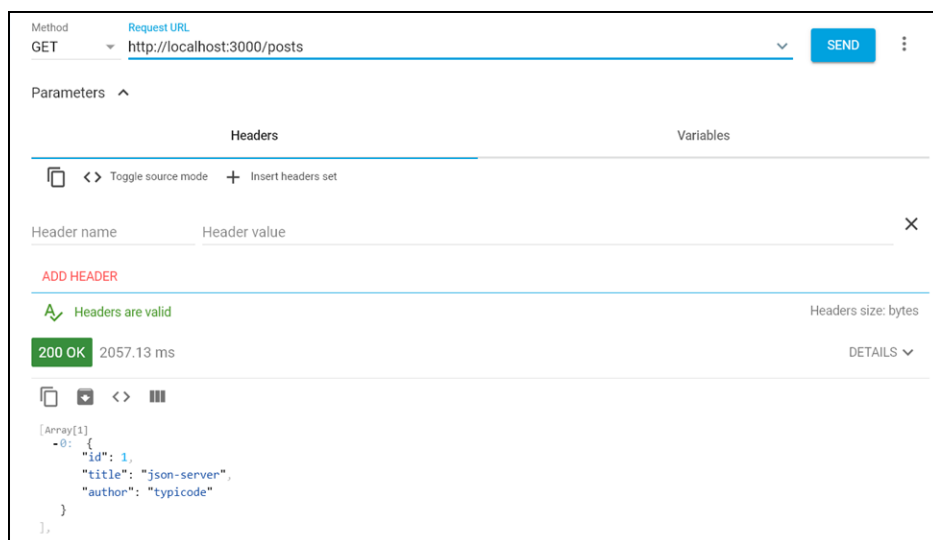 Method
Request URL
GET
http://localhost:3000/posts
SEND
Parameters
Headers
Variables
<> Toggle source mode + Insert headers set
Header name
Header value
ADD HEADER
Headers are valid
Headers size: bytes
200 OK 2057.13 ms
DETAILS
[Array[1]
-0: {
"id": 1,
"title": "json-server",
"author": "typicode"
}
],